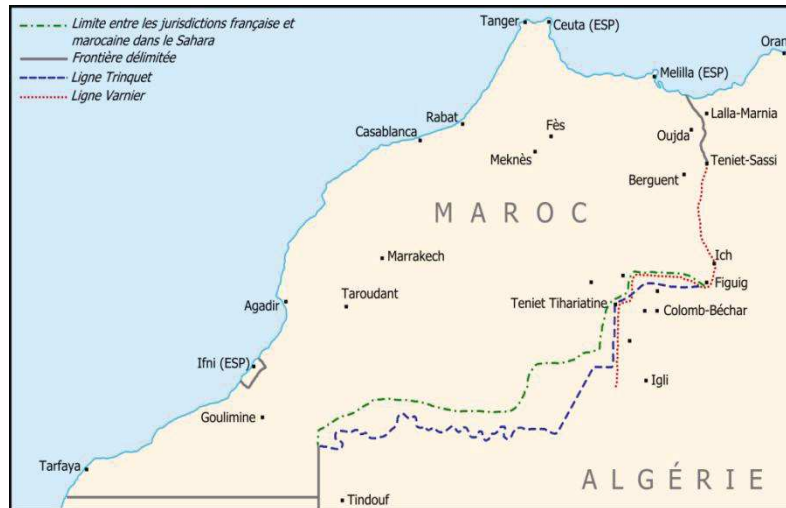 Limite entre les jurisdictions française et
marocaine dans le Sahara
Frontière délimitée
Ligne Trinquet
Ligne Varnier
Tanger
Ceuta (ESP)
Oran
Melilla (ESP)
Lalla-Marnia
Rabat
Casablanca
Fès
Oujda
Meknès
Teniet-Sassi
Berguent
MAROC
Marrakech
Ich
Figuig
Agadir
Taroudant
Teniet Tihariatine
Colomb-Béchar
Ifni (ESP)
Igli
Goulimine
Tarfaya
ALGÉRIE
Tindouf